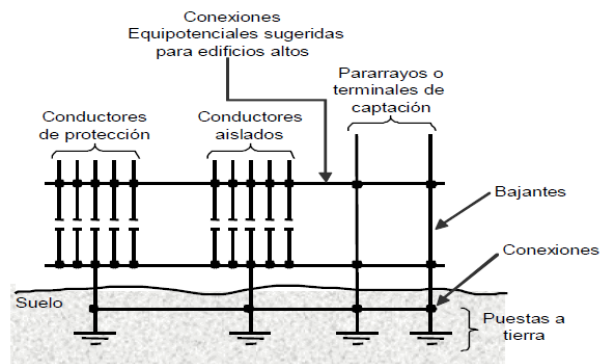 Conexiones
Equipotenciales sugeridas
para edificios altos
Pararrayos o
terminales de
captación
Conductores
de protección
Conductores
aislados
Bajantes
Conexiones
Suelo
Puestas a
tierra